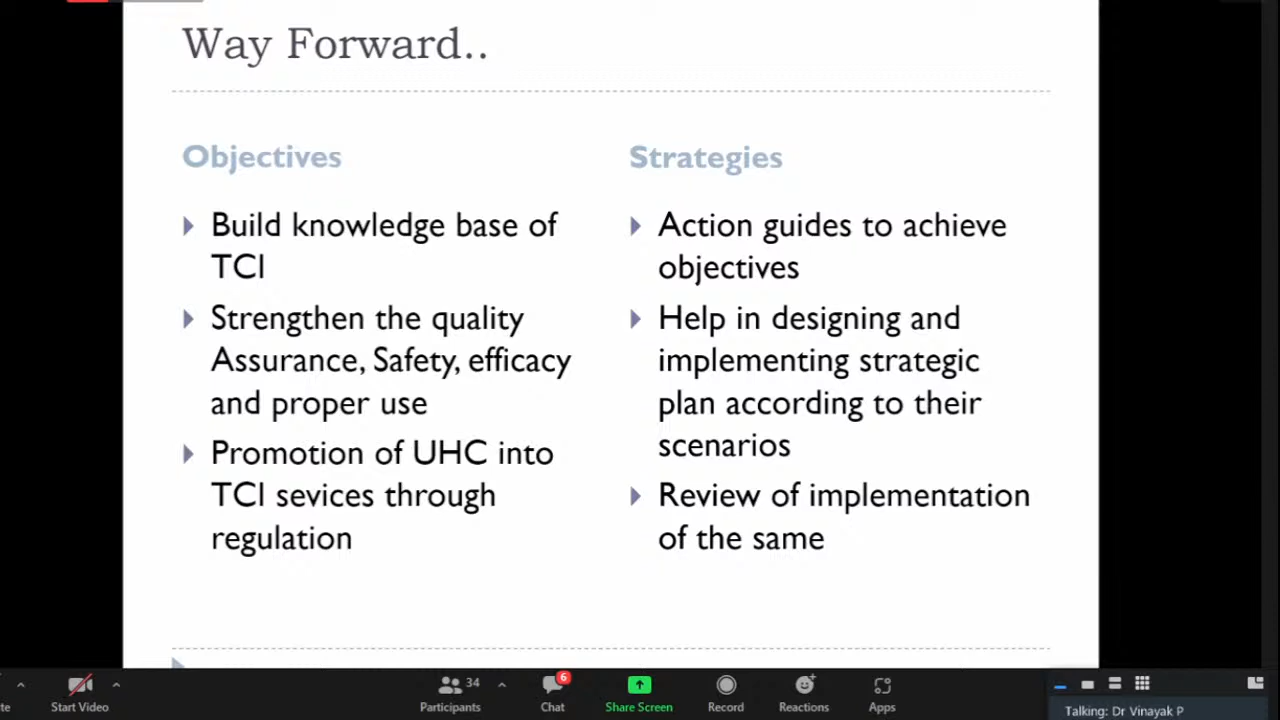 Way Forward..
Objectives
Build knowledge base of
TCI
Strengthen the quality
Assurance, Safety, efficacy
and proper use
Promotion of UHC into
TCI sevices through
regulation
Strategies
Action guides to achieve
objectives
Help in designing and
implementing strategic
plan according to their
scenarios
Review of implementation
of the same
Start Video
34
Participants
6
Chat
Share Screen
Record
Reactions
Apps
Talking: Dr Vinayak P